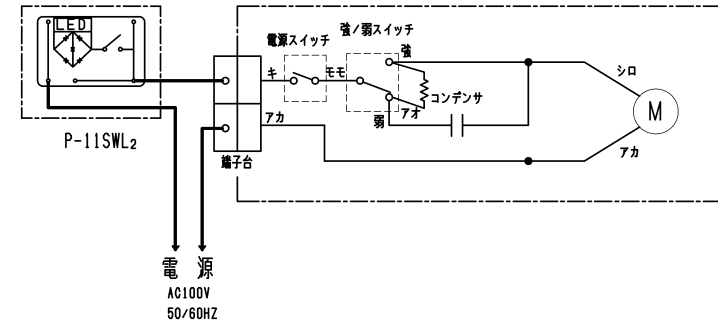 LED
電源スイッチ
強/弱スイッチ
強
キ
モモ
シロ
コンデンサ
アオ
M
アカ
弱
P-11SWL2
端子台
アカ
電 源
AC100V
50/60HZ